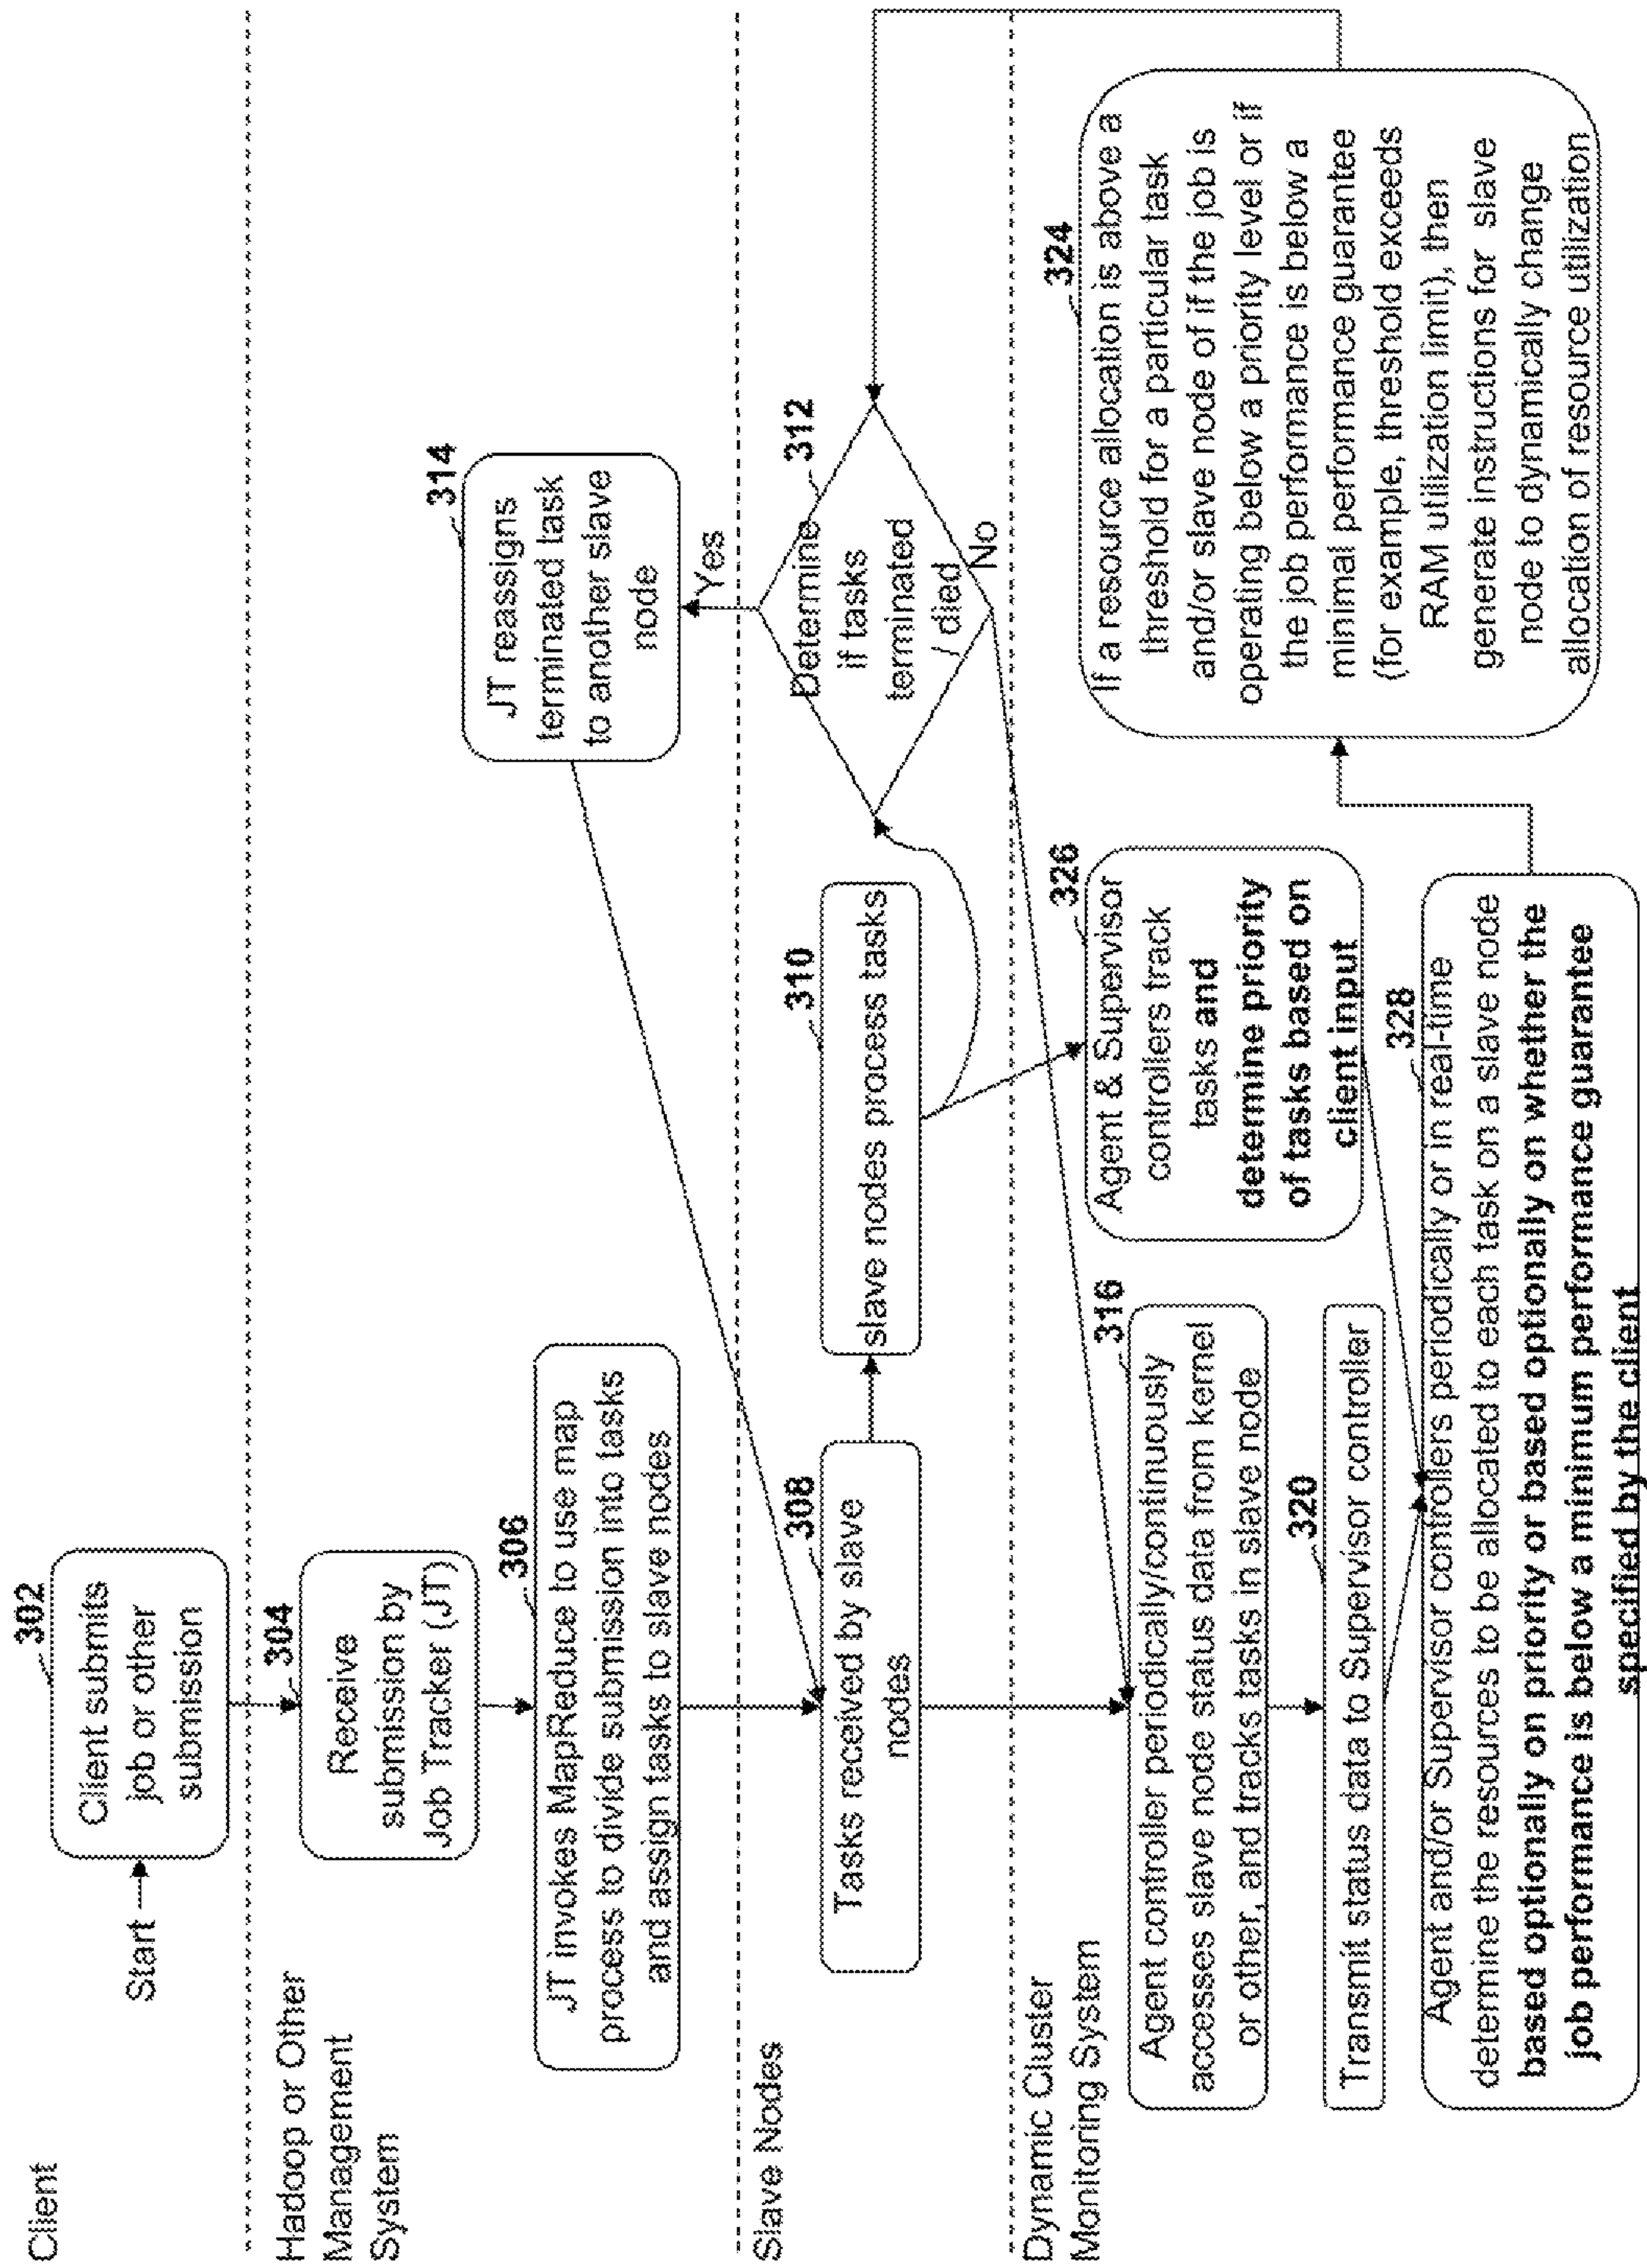 Client
Start
302
Client submits
job or other
submission
Hadoop or Other
Management
System
304
Receive
submission by
Job Tracker (JT)
306
JT invokes MapReduce to use map
process to divide submission into tasks
and assign tasks to slave nodes
314
JT reassigns
terminated task
to another slave
node
Yes
Slave Nodes
308
Tasks received by slave
nodes
310
slave nodes process tasks
312
Determine
if tasks
terminated
/ died
No
Dynamic Cluster
Monitoring System
316
Agent controller periodically/continuously
accesses slave node status data from kernel
or other, and tracks tasks in slave node
320
Transmit status data to Supervisor controller
326
Agent & Supervisor
controllers track
tasks and
determine priority
of tasks based on
client input
328
Agent and/or Supervisor controllers periodically or in real-time
determine the resources to be allocated to each task on a slave node
based optionally on priority or based optionally on whether the
job performance is below a minimum performance guarantee
specified by the client
324
If a resource allocation is above a
threshold for a particular task
and/or slave node of if the job is
operating below a priority level or if
the job performance is below a
minimal performance guarantee
(for example, threshold exceeds
RAM utilization limit), then
generate instructions for slave
node to dynamically change
allocation of resource utilization